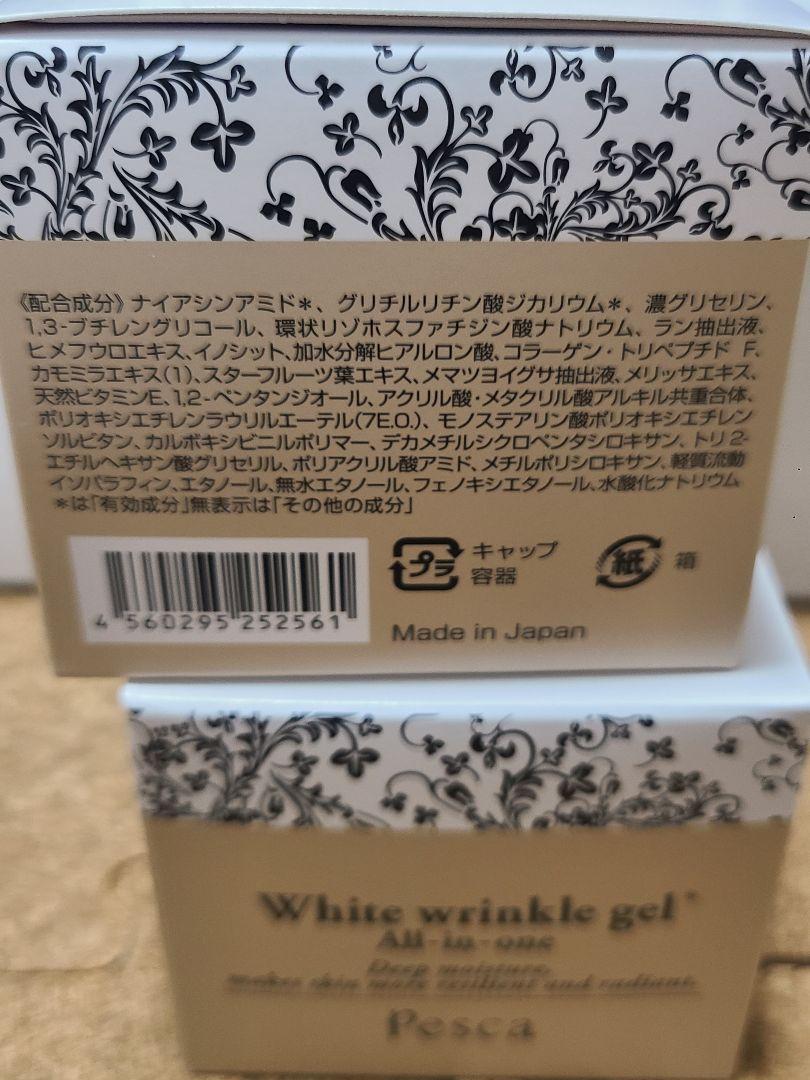 《配合成分》ナイアシンアミド＊、グリチルリチン酸ジカリウム＊、濃グリセリン、
1,3-ブチレングリコール、環状リゾホスファチジン酸ナトリウム、ラン抽出液、
ヒメフウロエキス、イノシット、加水分解ヒアルロン酸、コラーゲン・トリペプチド F、
カモミラエキス(1)、スターフルーツ葉エキス、メマツヨイグサ抽出液、メリッサエキス、
天然ビタミンE、1,2-ペンタンジオール、アクリル酸・メタクリル酸アルキル共重合体、
ポリオキシエチレンラウリルエーテル(7E.O.)、モノステアリン酸ポリオキシエチレン
ソルビタン、カルボキシビニルポリマー、デカメチルシクロペンタシロキサン、トリ2-
エチルヘキサン酸グリセリル、ポリアクリル酸アミド、メチルポリシロキサン、軽質流動
イソパラフィン、エタノール、無水エタノール、フェノキシエタノール、水酸化ナトリウム
＊は「有効成分」無表示は「その他の成分」
プラ
キャップ
容器
紙
箱
4 560295 252561
Made in Japan
White wrinkle gel
All-in-one
Deep moisture,
makes skin more resilient and radiant.
Pesca